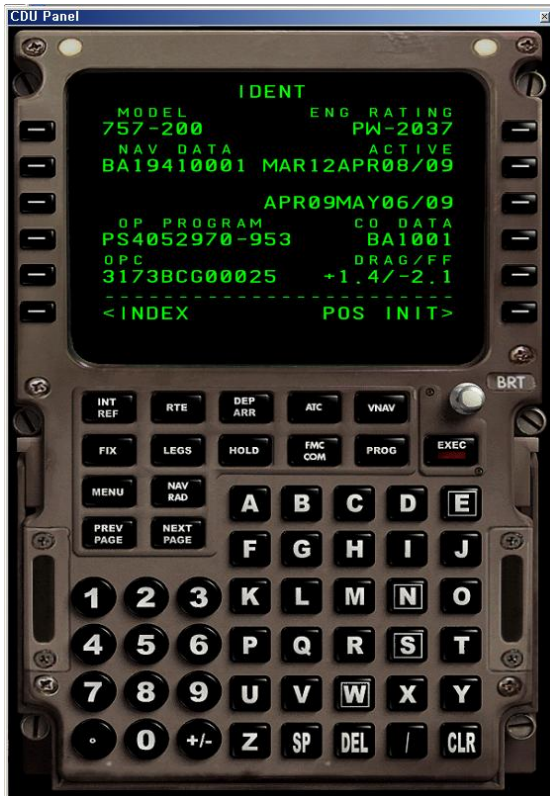 CDU Panel
IDENT
MODEL ENG RATING
757-200 PW-2037
NAV DATA ACTIVE
BA19410001 MAR12APR08/09
APR09MAY06/09
OP PROGRAM CO DATA
PS4052970-953 BA1001
OPC DRAG/FF
3173BCG00025 +1.4/-2.1
--------------------------------
<INDEX POS INIT>
BRT
INT REF RTE DEP ARR ATC VNAV
FIX LEGS HOLD FMC COM PROG EXEC
MENU NAV RAD
PREV PAGE NEXT PAGE
A B C D E
F G H I J
1 2 3 K L M N O
4 5 6 P Q R S T
7 8 9 U V W X Y
. 0 +/- Z SP DEL / CLR